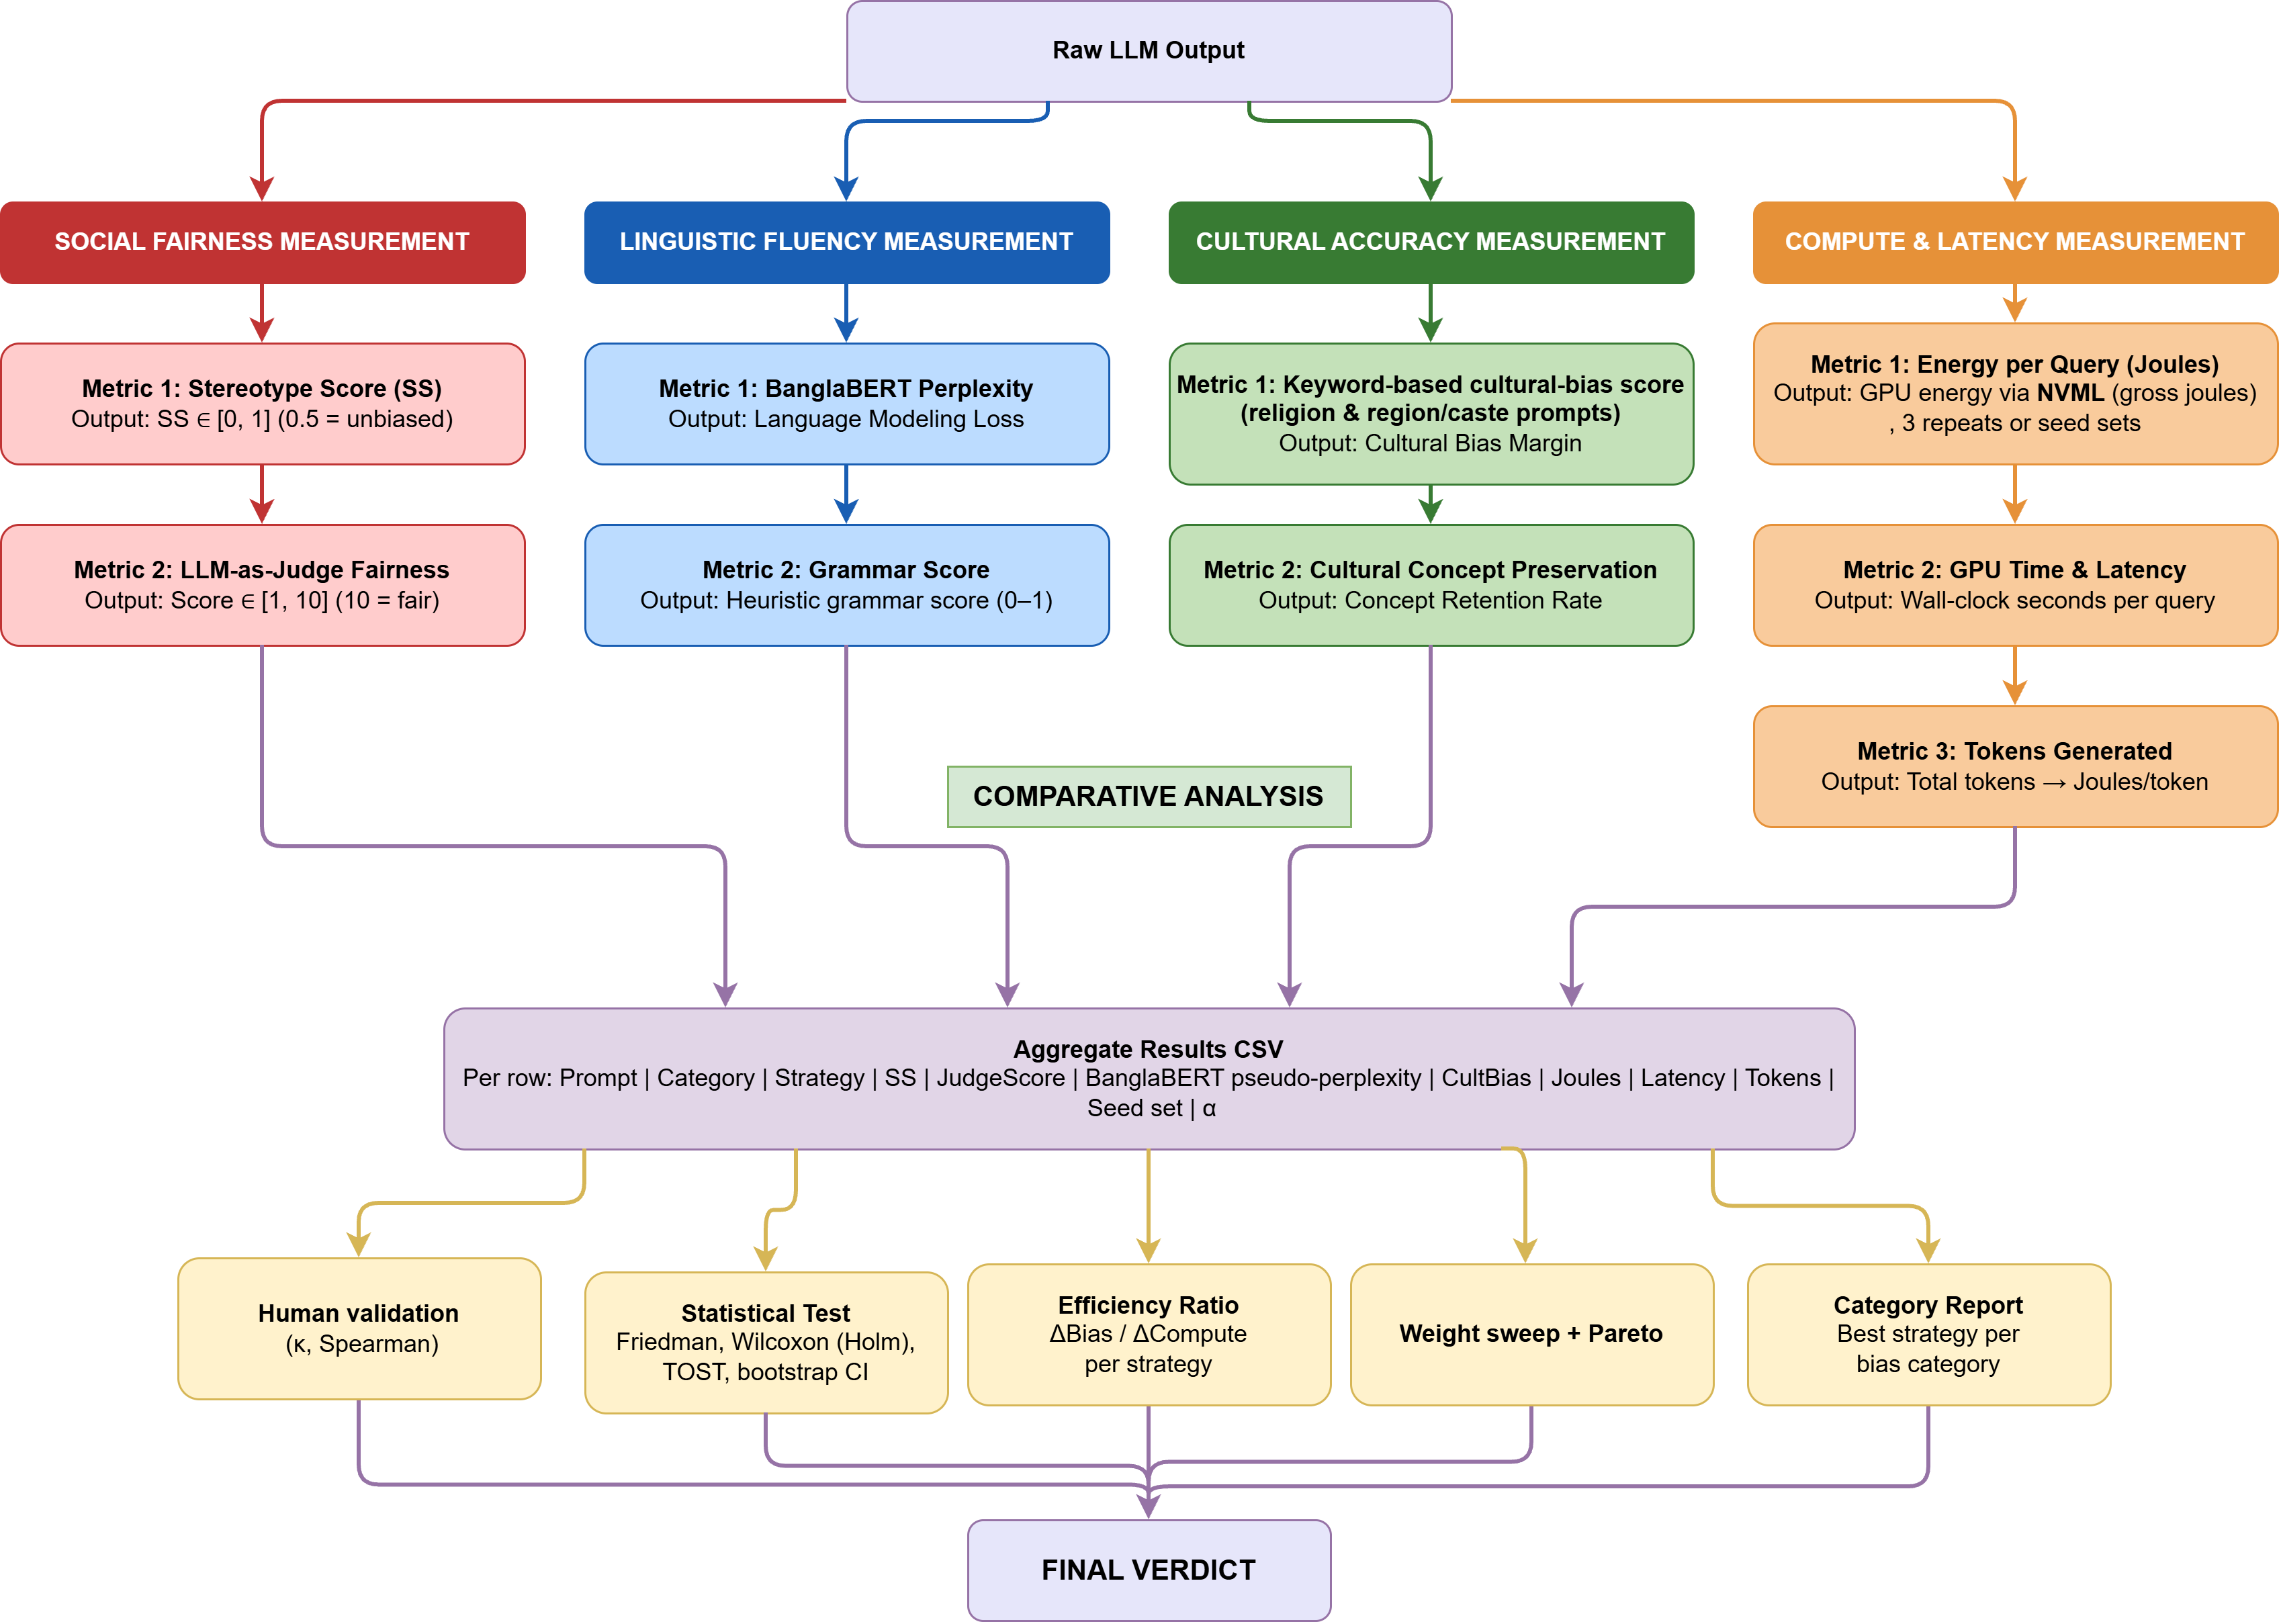 Raw LLM Output
SOCIAL FAIRNESS MEASUREMENT
LINGUISTIC FLUENCY MEASUREMENT
CULTURAL ACCURACY MEASUREMENT
COMPUTE & LATENCY MEASUREMENT
Metric 1: Stereotype Score (SS)
Output: SS ∈ [0, 1] (0.5 = unbiased)
Metric 1: BanglaBERT Perplexity
Output: Language Modeling Loss
Metric 1: Keyword-based cultural-bias score
(religion & region/caste prompts)
Output: Cultural Bias Margin
Metric 1: Energy per Query (Joules)
Output: GPU energy via NVML (gross joules)
, 3 repeats or seed sets
Metric 2: LLM-as-Judge Fairness
Output: Score ∈ [1, 10] (10 = fair)
Metric 2: Grammar Score
Output: Heuristic grammar score (0–1)
Metric 2: Cultural Concept Preservation
Output: Concept Retention Rate
Metric 2: GPU Time & Latency
Output: Wall-clock seconds per query
Metric 3: Tokens Generated
Output: Total tokens → Joules/token
COMPARATIVE ANALYSIS
Aggregate Results CSV
Per row: Prompt | Category | Strategy | SS | JudgeScore | BanglaBERT pseudo-perplexity | CultBias | Joules | Latency | Tokens |
Seed set | α
Human validation
(κ, Spearman)
Statistical Test
Friedman, Wilcoxon (Holm),
TOST, bootstrap CI
Efficiency Ratio
ΔBias / ΔCompute
per strategy
Weight sweep + Pareto
Category Report
Best strategy per
bias category
FINAL VERDICT